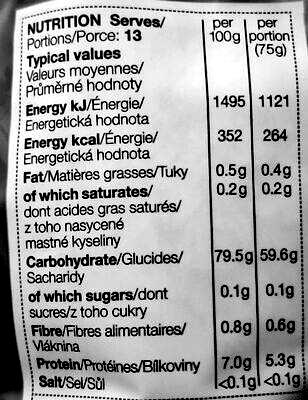 NUTRITION Serves/ per per
Portions/Porce: 13 100g portion
Typical values (75g)
Valeurs moyennes/
Průměrné hodnoty
Energy kJ/Énergie/ 1495 1121
Energetická hodnota
Energy kcal/Énergie/ 352 264
Energetická hodnota
Fat/Matières grasses/Tuky 0.5g 0.4g
of which saturates/ 0.2g 0.2g
dont acides gras saturés/
z toho nasycené
mastné kyseliny
Carbohydrate/Glucides/ 79.5g 59.6g
Sacharidy
of which sugars/dont 0.1g 0.1g
sucres/z toho cukry
Fibre/Fibres alimentaires/ 0.8g 0.6g
Vláknina
Protein/Protéines/Bílkoviny 7.0g 5.3g
Salt/Sel/Sůl <0.1g <0.1g